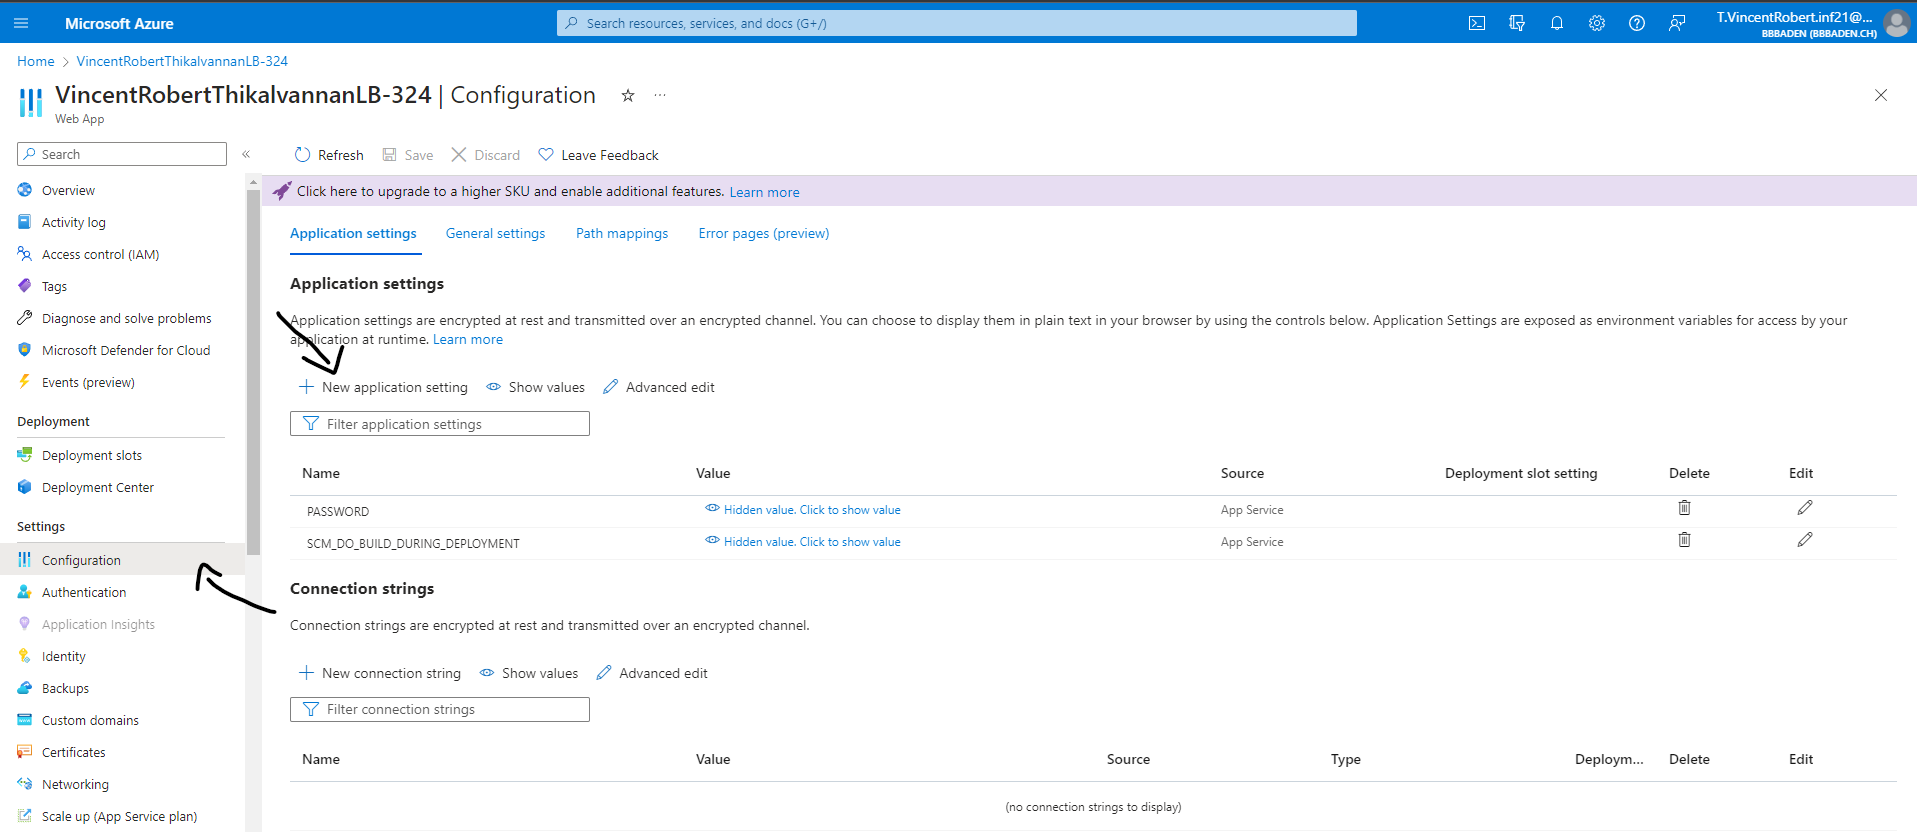 Microsoft Azure
Search resources, services, and docs (G+/)
T.VincentRobert.inf21@...
BBBADEN (BBBADEN.CH)
Home > VincentRobertThikalvannanLB-324
VincentRobertThikalvannanLB-324 | Configuration
Web App
Search
Overview
Activity log
Access control (IAM)
Tags
Diagnose and solve problems
Microsoft Defender for Cloud
Events (preview)
Deployment
Deployment slots
Deployment Center
Settings
Configuration
Authentication
Application Insights
Identity
Backups
Custom domains
Certificates
Networking
Scale up (App Service plan)
Refresh Save Discard Leave Feedback
Click here to upgrade to a higher SKU and enable additional features. Learn more
Application settings General settings Path mappings Error pages (preview)
Application settings
Application settings are encrypted at rest and transmitted over an encrypted channel. You can choose to display them in plain text in your browser by using the controls below. Application Settings are exposed as environment variables for access by your
application at runtime. Learn more
New application setting Show values Advanced edit
Filter application settings
Name Value Source Deployment slot setting Delete Edit
PASSWORD Hidden value. Click to show value App Service
SCM_DO_BUILD_DURING_DEPLOYMENT Hidden value. Click to show value App Service
Connection strings
Connection strings are encrypted at rest and transmitted over an encrypted channel.
New connection string Show values Advanced edit
Filter connection strings
Name Value Source Type Deploym... Delete Edit
(no connection strings to display)